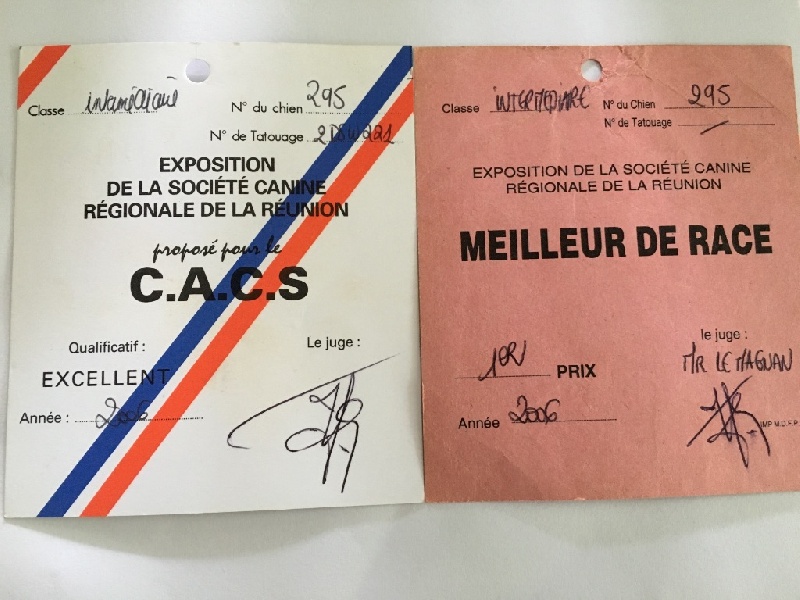 Classe intermédiaire N° du chien 295
N° de Tatouage
EXPOSITION
DE LA SOCIÉTÉ CANINE
RÉGIONALE DE LA RÉUNION
proposé pour le
C.A.C.S
Qualificatif : Le juge :
EXCELLENT
Année : 2006
Classe INTERMEDIAIRE N° du Chien 295
N° de Tatouage
EXPOSITION DE LA SOCIÉTÉ CANINE
RÉGIONALE DE LA RÉUNION
MEILLEUR DE RACE
le juge :
MR LE MAGNAN
1er PRIX
Année 2006